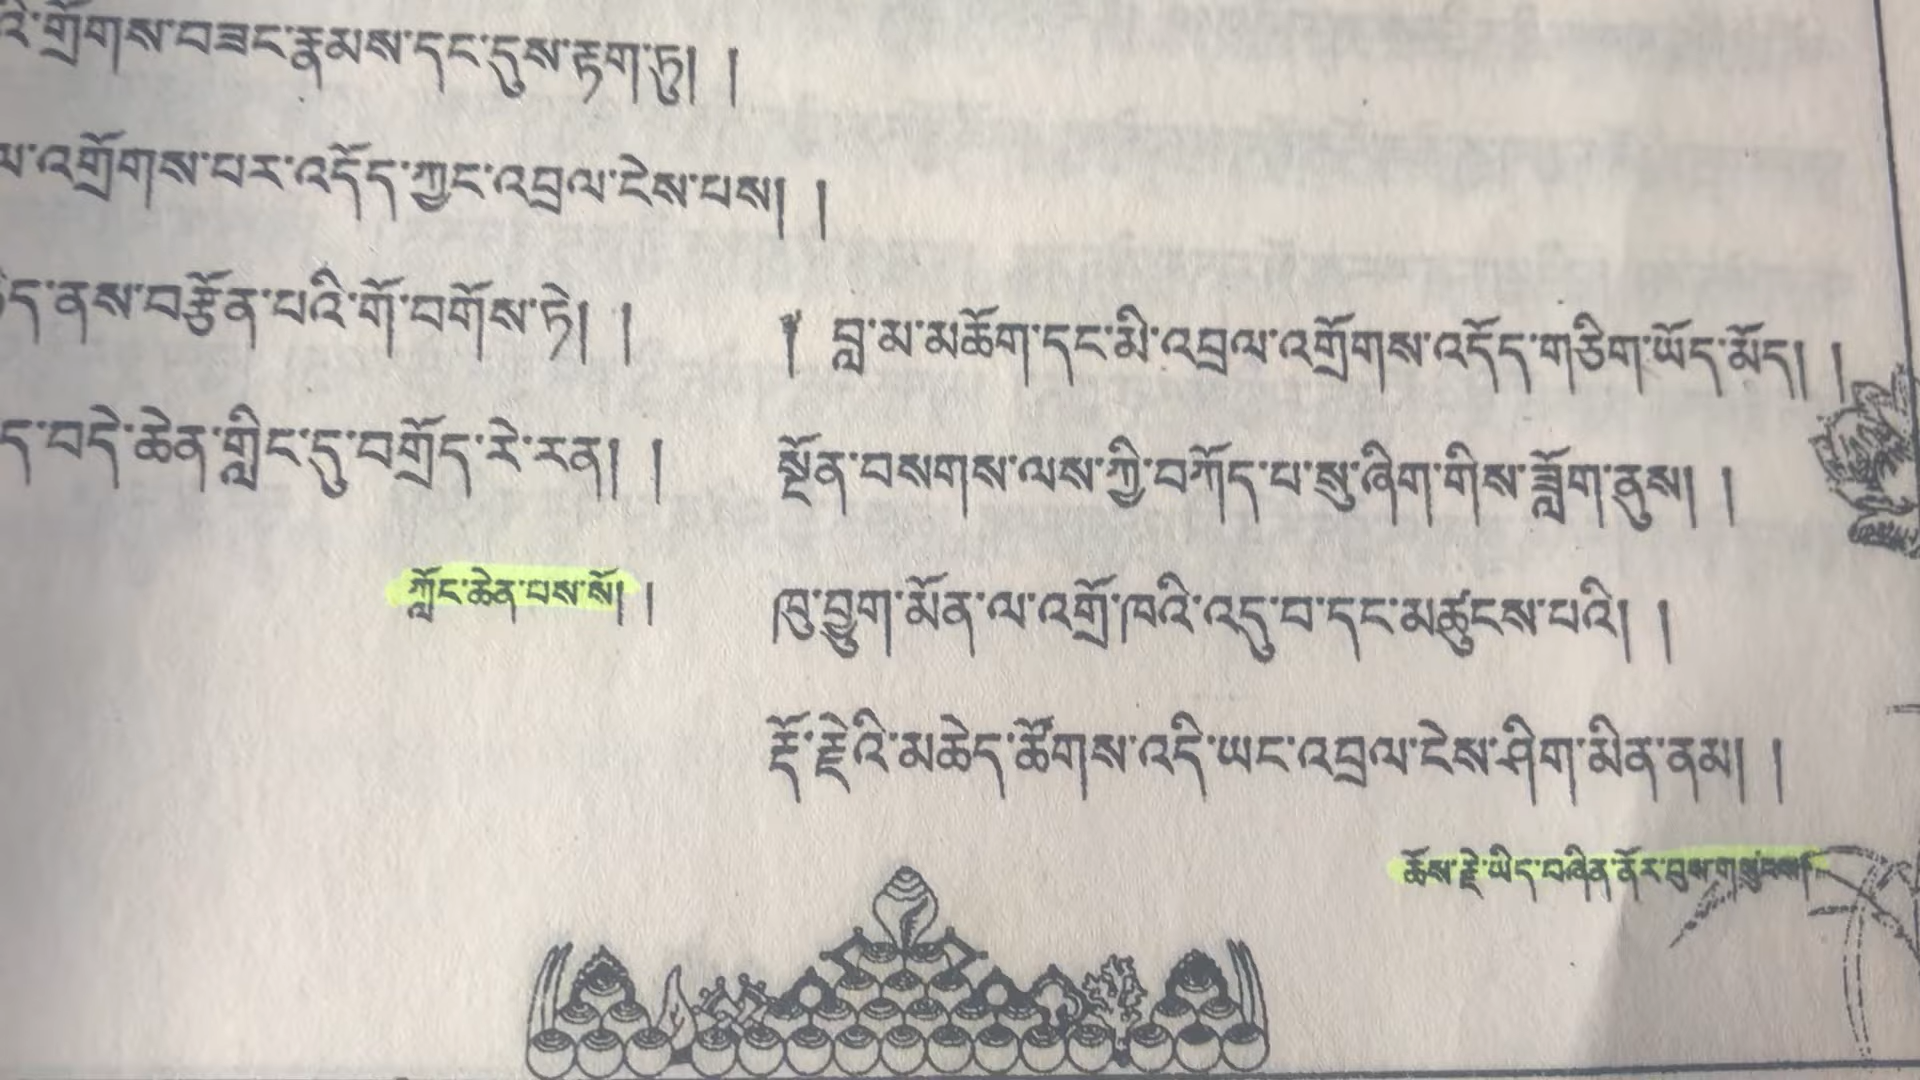 འི་གྲོགས་བཟང་རྣམས་དང་དུས་རྟག་ཏུ། །
ལ་འགྲོགས་པར་འདོད་ཀྱང་འབྲལ་ངེས་པས། །
ད་ནས་བརྩོན་པའི་གོ་བགོས་ཏེ། །
ད་བདེ་ཆེན་གླིང་དུ་བགྲོད་རེ་རན། །
ཀློང་ཆེན་པས་སོ། །
། བླ་མ་མཆོག་དང་མི་འབྲལ་འགྲོགས་འདོད་གཅིག་ཡོད་མོད། །
སྔོན་བསགས་ལས་ཀྱི་བཀོད་པ་སུ་ཞིག་གིས་ཟློག་ནུས། །
ཁུ་བྱུག་མོན་ལ་འགྲོ་ཁའི་འདུ་བ་དང་མཚུངས་པའི། །
རྡོ་རྗེའི་མཆེད་ཚོགས་འདི་ཡང་འབྲལ་ངེས་ཤིག་མིན་ནམ། །
ཆོས་རྗེ་ཡིད་བཞིན་ནོར་བུས་གསུངས།